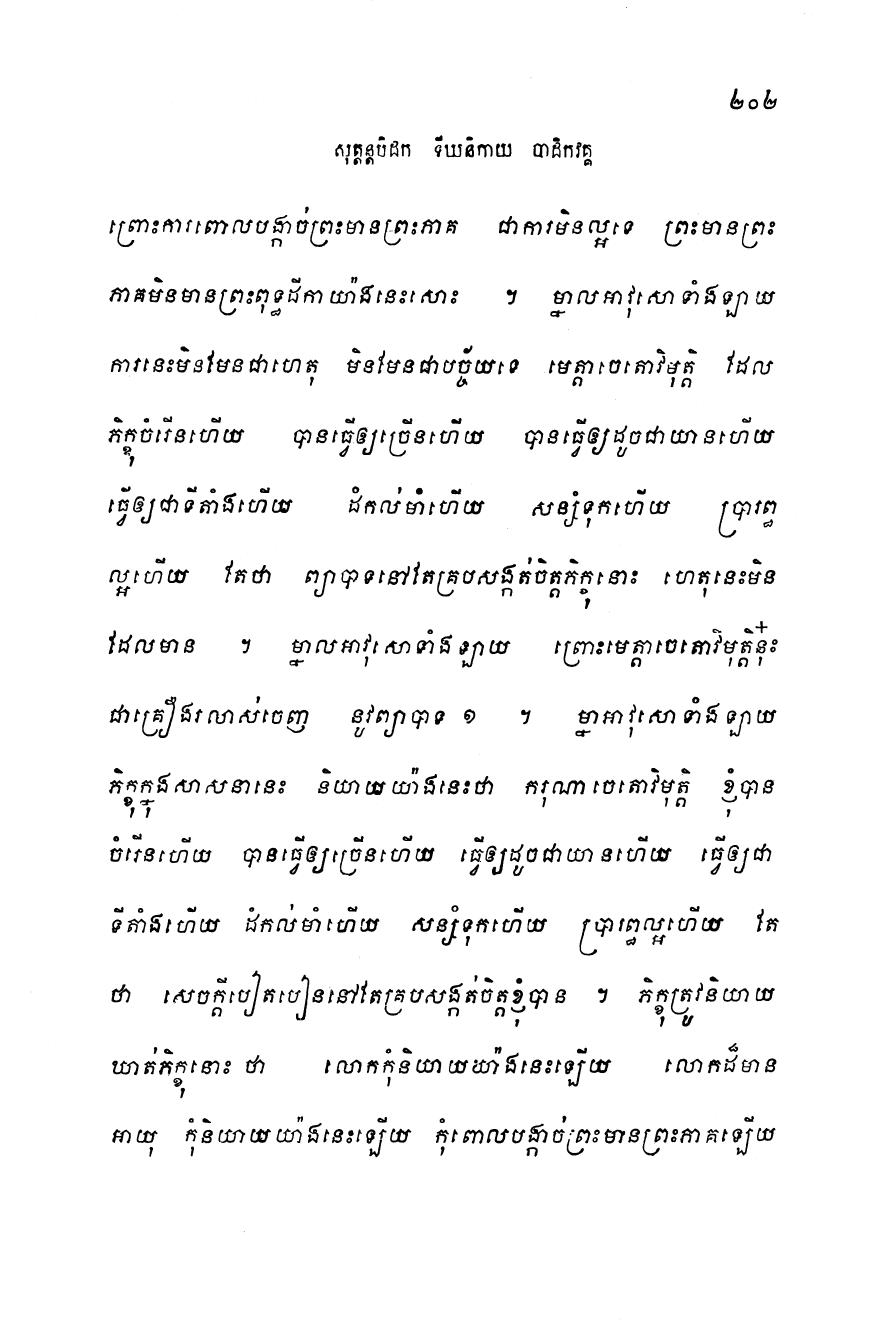 ២០២
សុត្តន្តបិដក ទីឃនិកាយ បាដិកវគ្គ
ព្រោះការពោលបង្កាច់ព្រះមានព្រះភាគ ជាការមិនល្អទេ ព្រះមានព្រះ
ភាគមិនមានព្រះពុទ្ធដីកាយ៉ាងនេះសោះ ។ ម្នាលអាវុសោទាំងឡាយ
ការនេះមិនមែនជាហេតុ មិនមែនជាបច្ច័យទេ មេត្តាចេតោវិមុត្តិ ដែល
ភិក្ខុចំរើនហើយ បានធ្វើឲ្យច្រើនហើយ បានធ្វើឲ្យដូចជាយានហើយ
ធ្វើឲ្យជាទីតាំងហើយ ដំកល់មាំហើយ សន្សំទុកហើយ ប្រារព្ធ
ល្អហើយ តែថា ព្យាបាទនៅតែគ្របសង្កត់ចិត្តភិក្ខុនោះ ហេតុនេះមិន
ដែលមាន ។ ម្នាលអាវុសោទាំងឡាយ ព្រោះមេត្តាចេតោវិមុត្តិនុ៎ះ
ជាគ្រឿងរលាស់ចេញ នូវព្យាបាទ ១ ។ ម្នាអាវុសោទាំងឡាយ
ភិក្ខុក្នុងសាសនានេះ និយាយយ៉ាងនេះថា ករុណាចេតោវិមុត្តិ ខ្ញុំបាន
ចំរើនហើយ បានធ្វើឲ្យច្រើនហើយ ធ្វើឲ្យដូចជាយានហើយ ធ្វើឲ្យជា
ទីតាំងហើយ ដំកល់មាំហើយ សន្សំទុកហើយ ប្រារព្ធល្អហើយ តែ
ថា សេចក្តីបៀតបៀននៅតែគ្របសង្កត់ចិត្តខ្ញុំបាន ។ ភិក្ខុត្រូវនិយាយ
ឃាត់ភិក្ខុនោះ ថា លោកកុំនិយាយយ៉ាងនេះឡើយ លោកដ៏មាន
អាយុ កុំនិយាយយ៉ាងនេះឡើយ កុំពោលបង្កាច់ព្រះមានព្រះភាគឡើយ